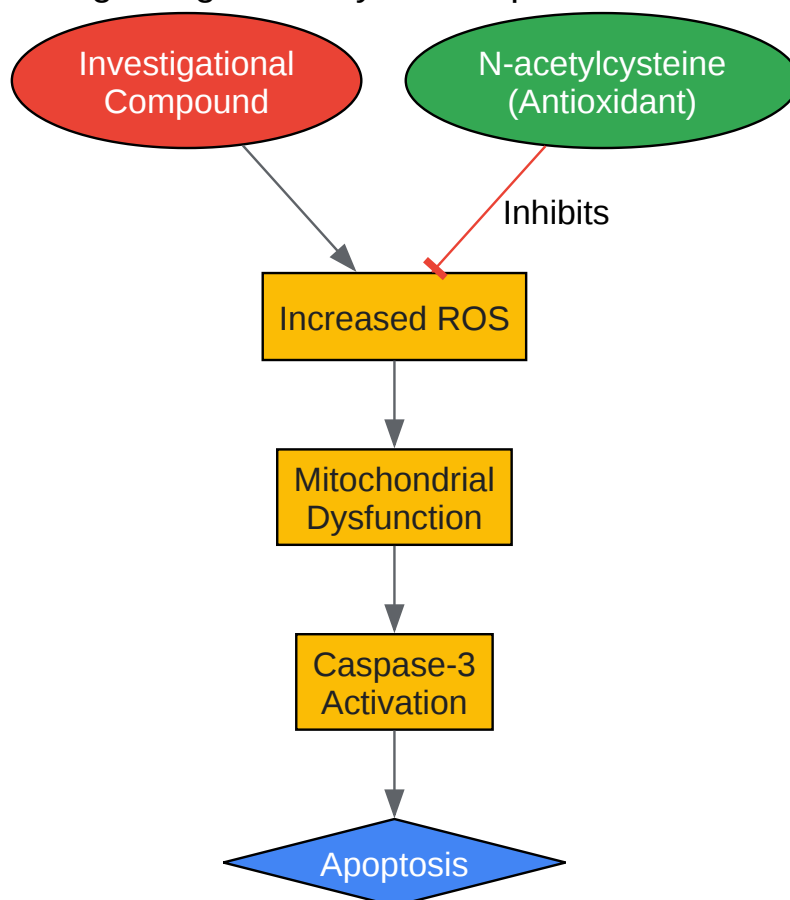 Investigational
Compound
N-acetylcysteine
(Antioxidant)
Inhibits
Increased ROS
Mitochondrial
Dysfunction
Caspase-3
Activation
Apoptosis